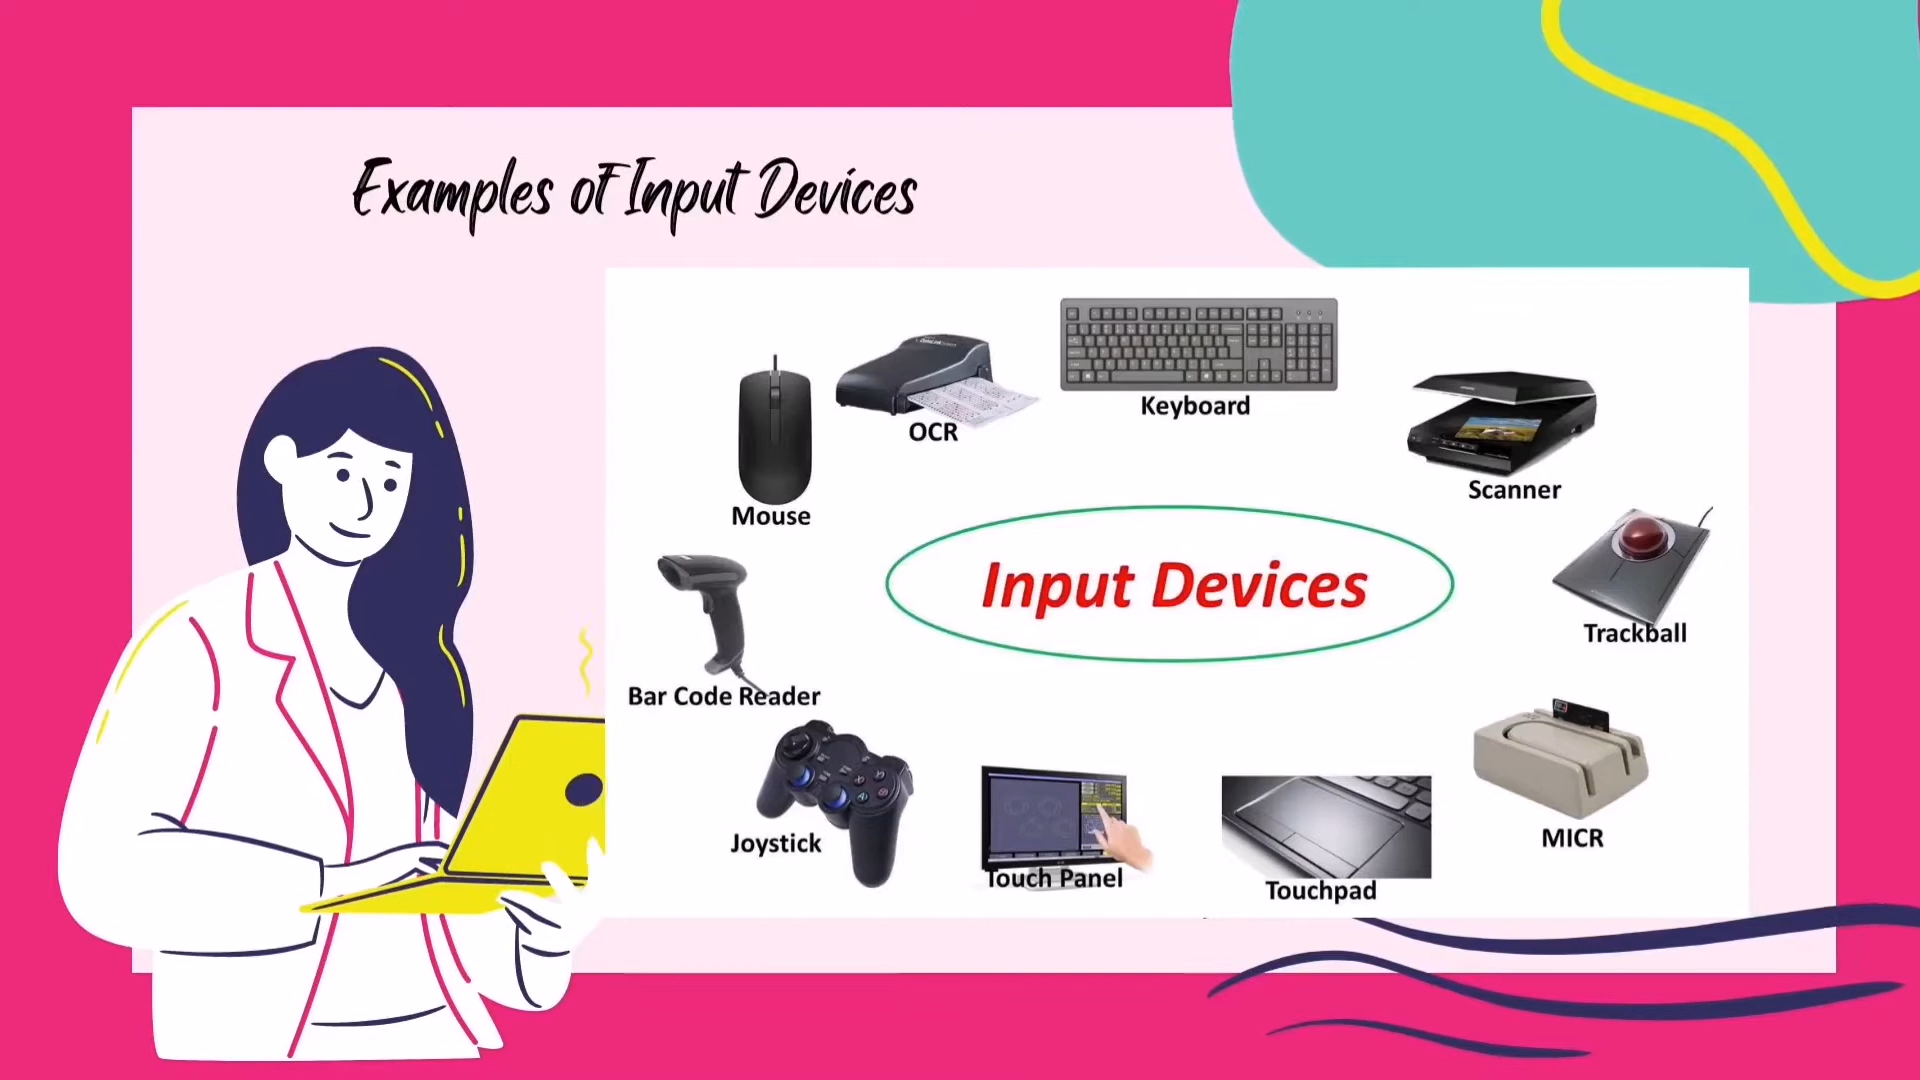 Examples of Input Devices
Keyboard
OCR
Scanner
Mouse
Input Devices
Trackball
Bar Code Reader
Joystick
MICR
Touch Panel
Touchpad